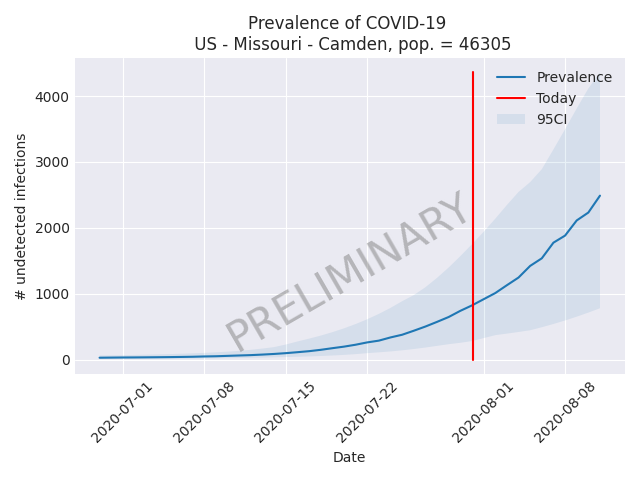 Prevalence of COVID-19
US - Missouri - Camden, pop. = 46305
Prevalence
Today
95CI
PRELIMINARY
# undetected infections
4000
3000
2000
1000
0
2020-07-01
2020-07-08
2020-07-15
2020-07-22
2020-08-01
2020-08-08
Date